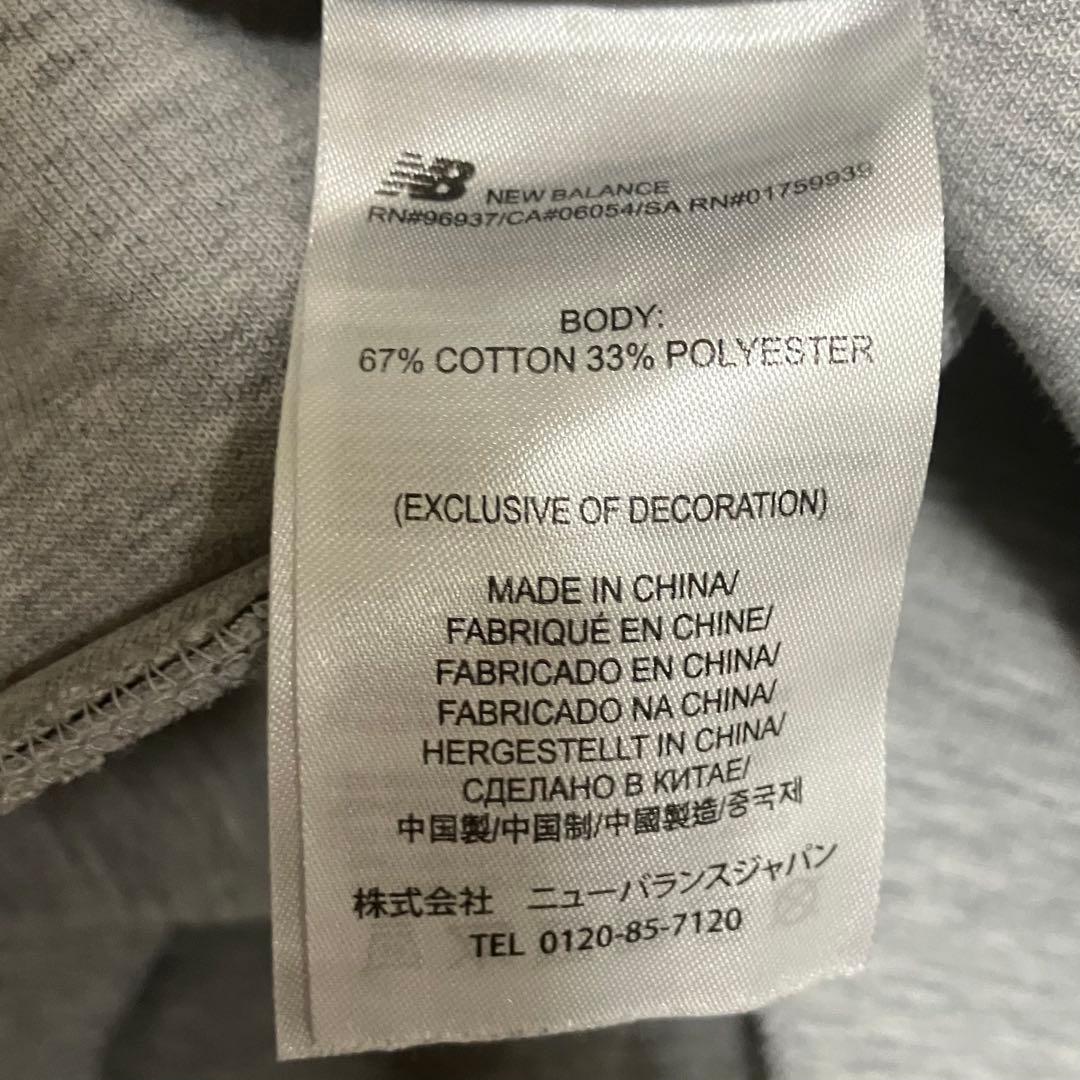 NB NEW BALANCE
RN#96937/CA#06054/SA RN#01759939
BODY:
67% COTTON 33% POLYESTER
(EXCLUSIVE OF DECORATION)
MADE IN CHINA/
FABRIQUÉ EN CHINE/
FABRICADO EN CHINA/
FABRICADO NA CHINA/
HERGESTELLT IN CHINA/
СДЕЛАНО В КИТАЕ/
中国製/中国制/中國製造/중국제
株式会社 ニューバランスジャパン
TEL 0120-85-7120